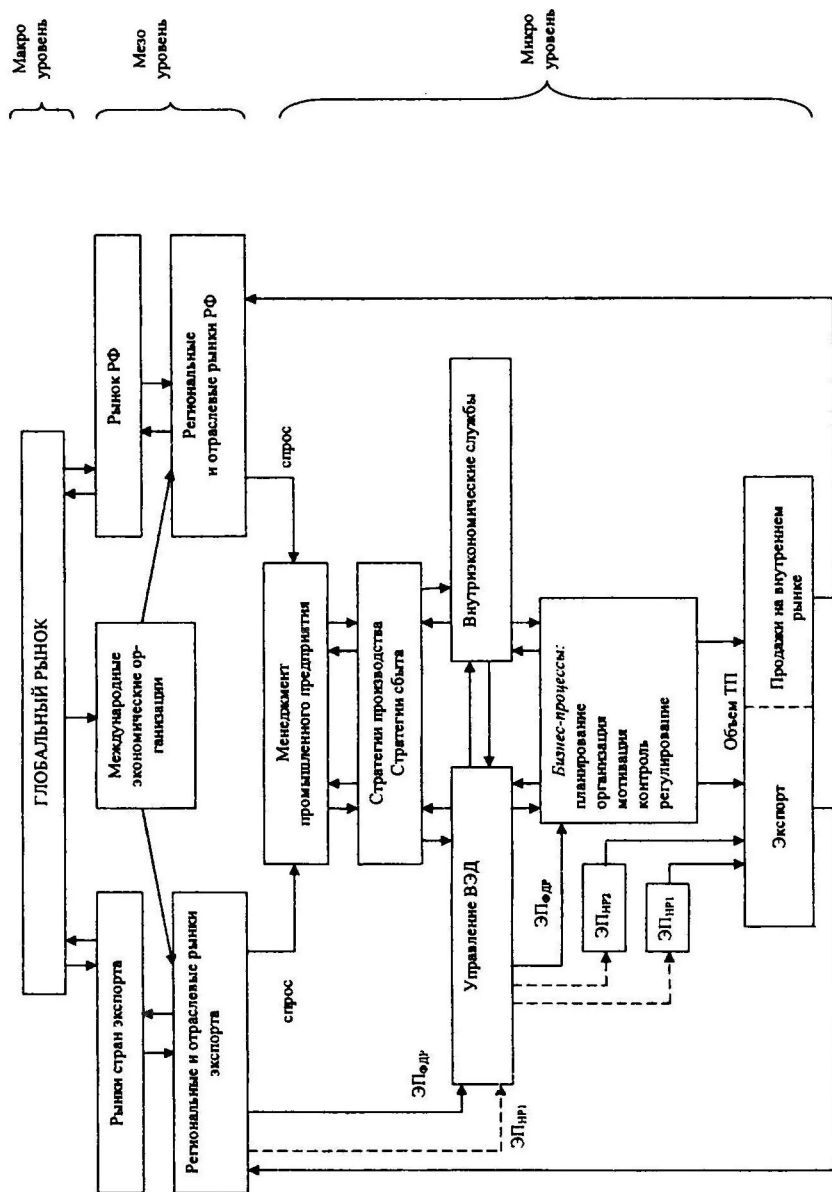 Макро
уровень
Мезо
уровень
Микро
уровень
ГЛОБАЛЬНЫЙ РЫНОК
Рынки стран экспорта
Международные
экономические ор-
ганизации
Рынок РФ
Региональные и отраслевые рынки
экспорта
Региональные
и отраслевые рынки РФ
спрос
спрос
Менеджмент
промышленного предприятия
Стратегии производства
Стратегии сбыта
ЭПФДР
ЭПНР1
Управление ВЭД
Внутриэкономические службы
ЭПФДР
Бизнес-процессы:
планирование
организация
мотивация
контроль
регулирование
ЭПНР2
ЭПНР1
Объем ТП
Экспорт
Продажи на внутреннем
рынке